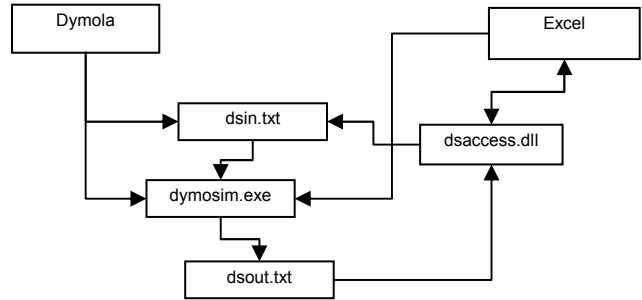 Dymola
Excel
dsin.txt
dsaccess.dll
dymosim.exe
dsout.txt